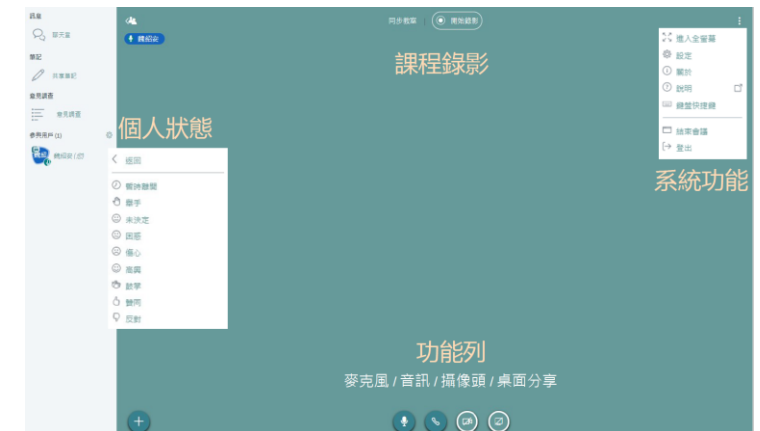 訊息
聊天室
筆記
共享筆記
意見調查
意見調查
參與用戶 (1)
同步教學
開始錄影
課程錄影
個人狀態
返回
暫時離開
舉手
未決定
困惑
傷心
高興
鼓掌
贊同
反對
進入全螢幕
設定
關於
說明
鍵盤快捷鍵
結束會議
登出
系統功能
功能列
麥克風 / 音訊 / 攝像頭 / 桌面分享